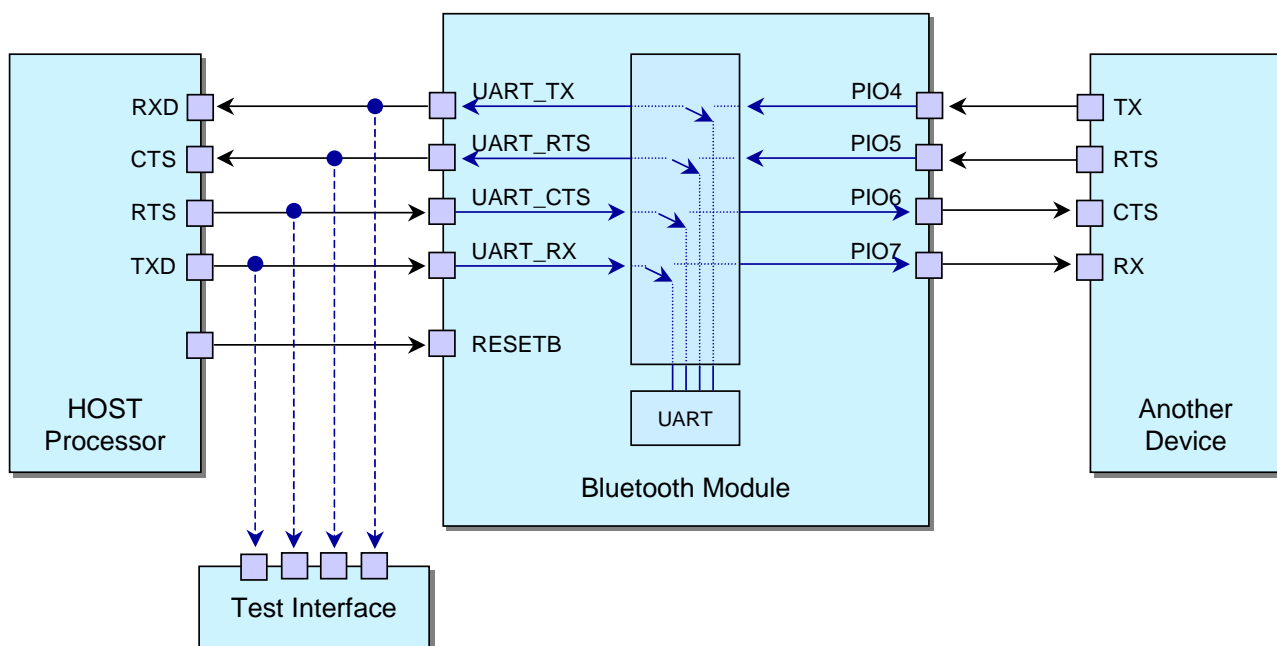 RXD
CTS
RTS
TXD
HOST
Processor
UART_TX
UART_RTS
UART_CTS
UART_RX
RESETB
PIO4
PIO5
PIO6
PIO7
UART
Bluetooth Module
TX
RTS
CTS
RX
Another
Device
Test Interface